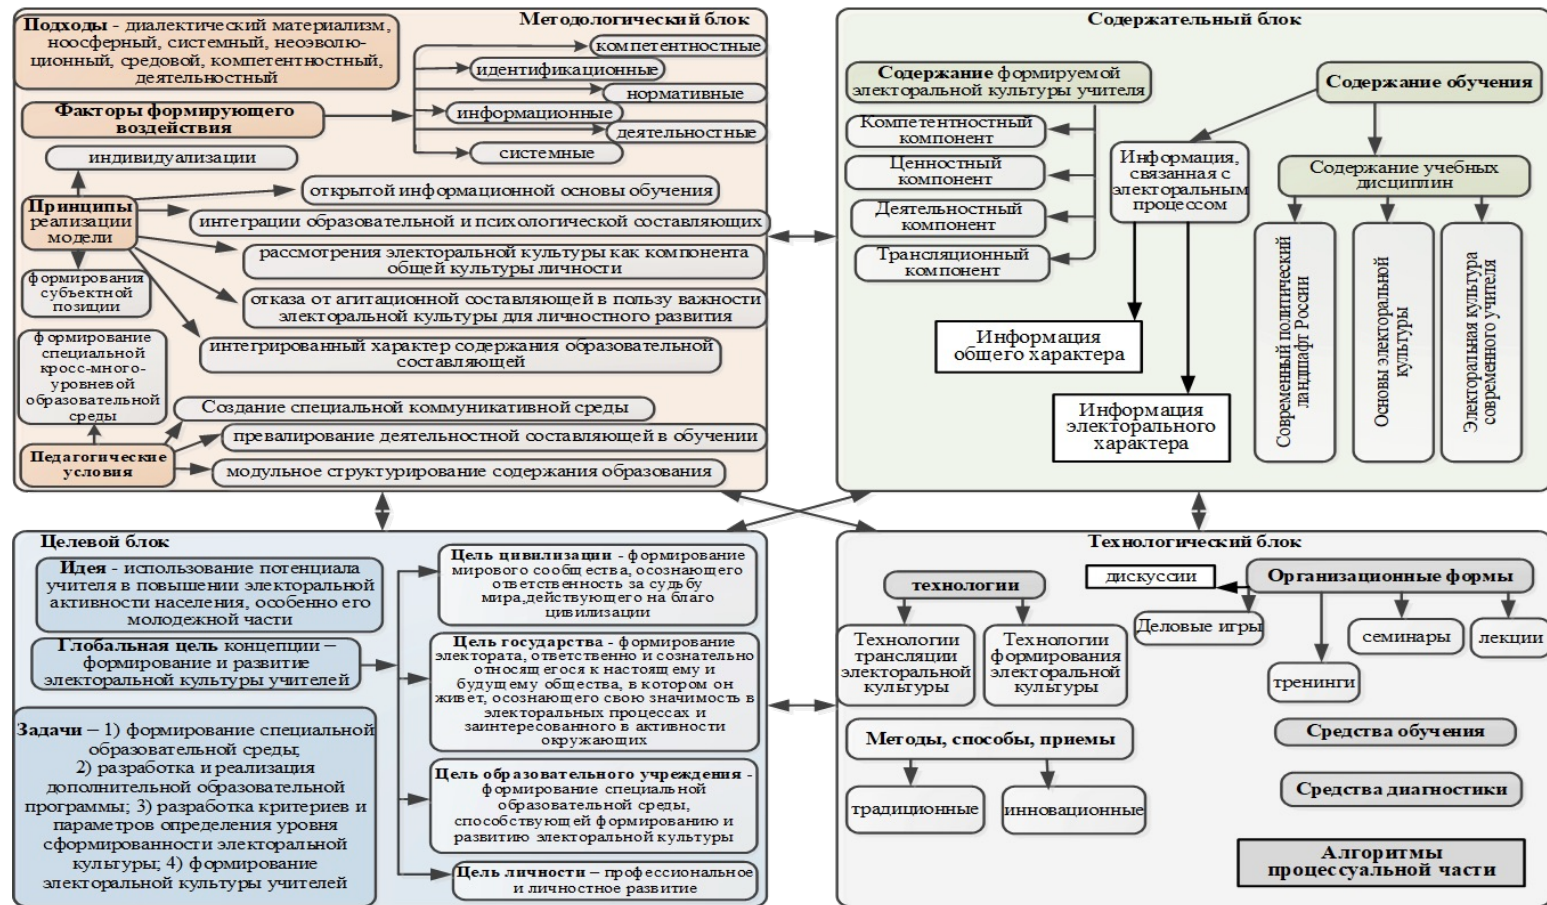 Методологический блок
Подходы - диалектический материализм,
ноосферный, системный, неоэволю-
ционный, средовой, компетентностный,
деятельностный
Факторы формирующего
воздействия
компетентностные
идентификационные
нормативные
информационные
деятельностные
системные
индивидуализации
Принципы
реализации
модели
открытой информационной основы обучения
интеграции образовательной и психологической составляющих
рассмотрения электоральной культуры как компонента
общей культуры личности
отказа от агитационной составляющей в пользу важности
электоральной культуры для личностного развития
интегрированный характер содержания образовательной
составляющей
формирования
субъектной
позиции
формирование
специальной
кросс-много-
уровневой
образовательной
среды
Педагогические
условия
Создание специальной коммуникативной среды
превалирование деятельностной составляющей в обучении
модульное структурирование содержания образования
Содержательный блок
Содержание формируемой
электоральной культуры учителя
Компетентностный
компонент
Ценностный
компонент
Деятельностный
компонент
Трансляционный
компонент
Содержание обучения
Информация,
связанная с
электоральным
процессом
Информация
общего характера
Информация
электорального
характера
Содержание учебных
дисциплин
Современный политический
ландшафт России
Основы электоральной
культуры
Электоральная культура
современного учителя
Целевой блок
Идея - использование потенциала
учителя в повышении электоральной
активности населения, особенно его
молодежной части
Глобальная цель концепции –
формирование и развитие
электоральной культуры учителей
Задачи – 1) формирование специальной
образовательной среды;
2) разработка и реализация
дополнительной образовательной
программы; 3) разработка критериев и
параметров определения уровня
сформированности электоральной
культуры; 4) формирование
электоральной культуры учителей
Цель цивилизации - формирование
мирового сообщества, осознающего
ответственность за судьбу
мира,действующего на благо
цивилизации
Цель государства - формирование
электората, ответственно и сознательно
относящегося к настоящему и
будущему общества, в котором он
живет, осознающего свою значимость в
электоральных процессах и
заинтересованного в активности
окружающих
Цель образовательного учреждения -
формирование специальной
образовательной среды,
способствующей формированию и
развитию электоральной культуры
Цель личности – профессиональное
и личностное развитие
Технологический блок
технологии
Технологии
трансляции
электоральной
культуры
Технологии
формирования
электоральной
культуры
Методы, способы, приемы
традиционные
инновационные
дискуссии
Организационные формы
Деловые игры
семинары
лекции
тренинги
Средства обучения
Средства диагностики
Алгоритмы
процессуальной части